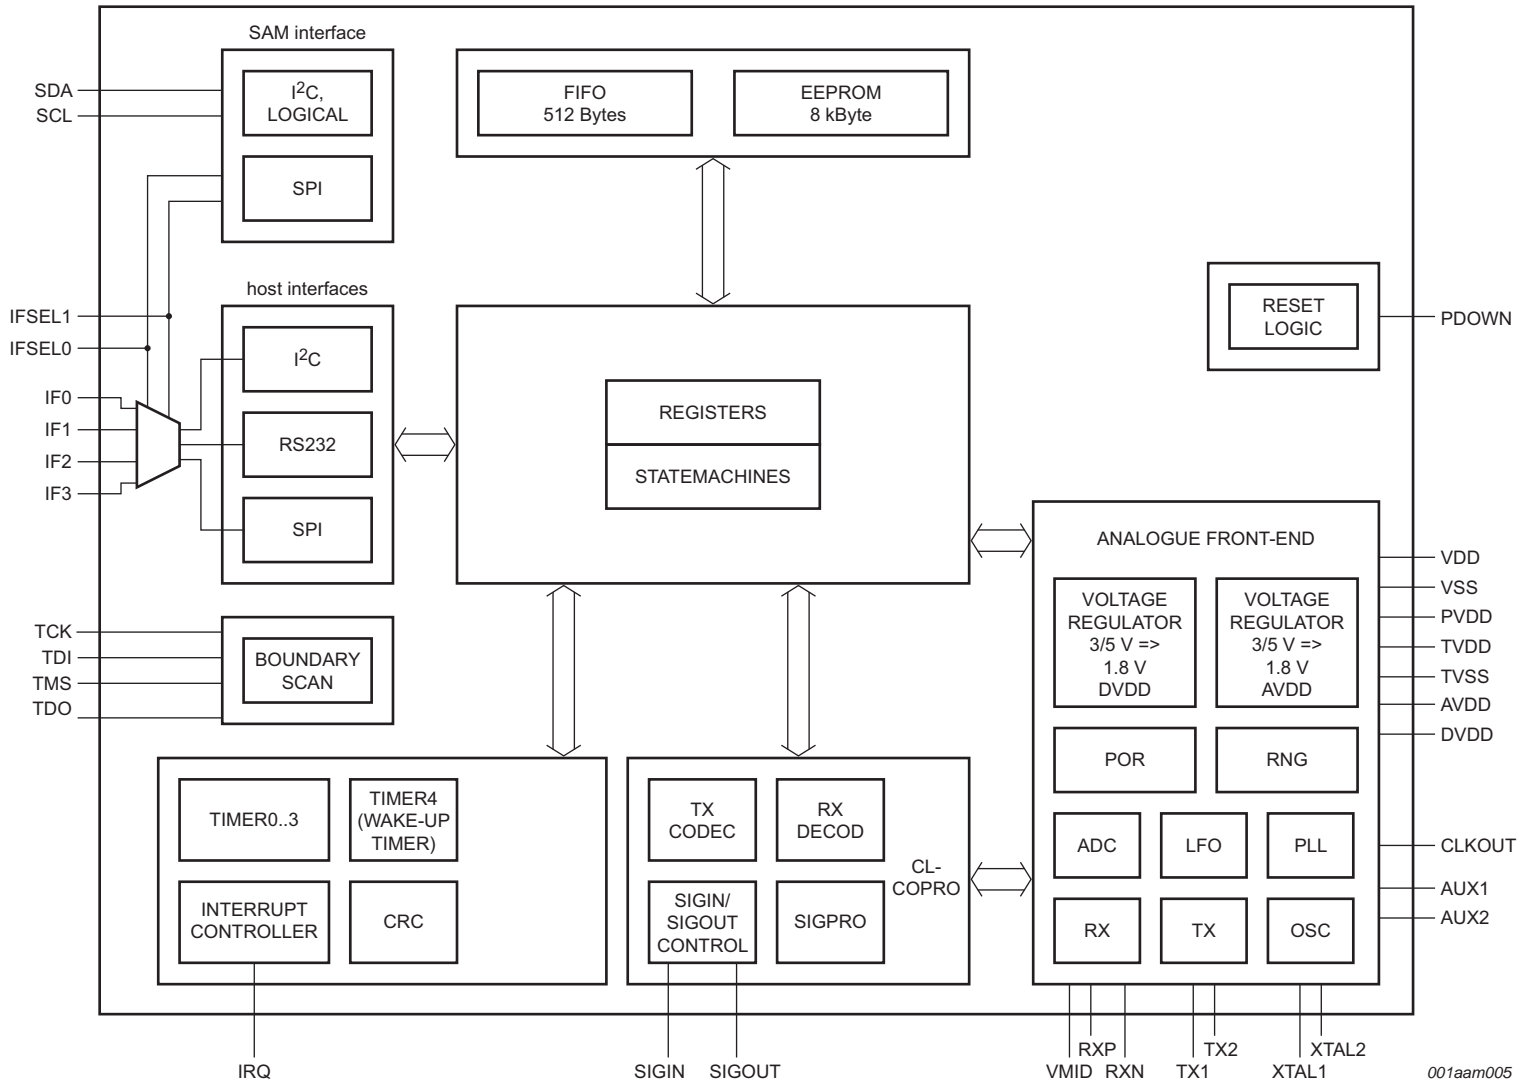 SAM interface
SDA
SCL
I²C,
LOGICAL
SPI
FIFO
512 Bytes
EEPROM
8 kByte
host interfaces
IFSEL1
IFSEL0
IF0
IF1
IF2
IF3
I²C
RS232
SPI
REGISTERS
STATEMACHINES
RESET
LOGIC
PDOWN
TCK
TDI
TMS
TDO
BOUNDARY
SCAN
ANALOGUE FRONT-END
VOLTAGE
REGULATOR
3/5 V =>
1.8 V
DVDD
VOLTAGE
REGULATOR
3/5 V =>
1.8 V
AVDD
POR
RNG
ADC
LFO
PLL
RX
TX
OSC
VDD
VSS
PVDD
TVDD
TVSS
AVDD
DVDD
CLKOUT
AUX1
AUX2
TIMER0..3
TIMER4
(WAKE-UP
TIMER)
INTERRUPT
CONTROLLER
CRC
TX
CODEC
RX
DECOD
SIGIN/
SIGOUT
CONTROL
SIGPRO
CL-
COPRO
IRQ
SIGIN
SIGOUT
VMID
RXP
RXN
TX1
TX2
XTAL1
XTAL2
001aam005